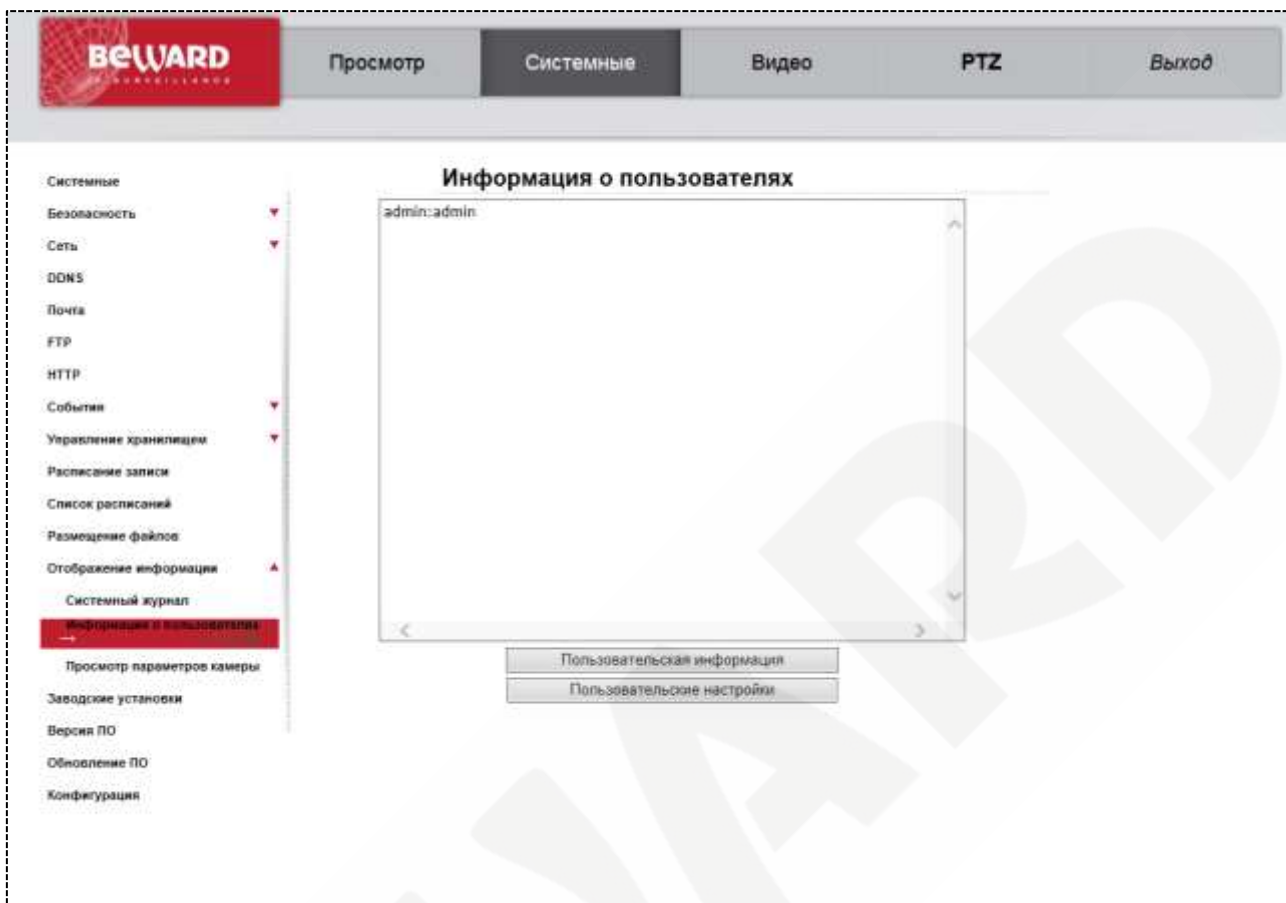 BEWARD
IP SURVEILLANCE
Просмотр
Системные
Видео
PTZ
Выход
Системные
Безопасность
Сеть
DDNS
Почта
FTP
HTTP
События
Управление хранилищем
Расписание записи
Список расписаний
Размещение файлов
Отображение информации
Системный журнал
Информация о пользователях
Просмотр параметров камеры
Заводские установки
Версия ПО
Обновление ПО
Конфигурация
Информация о пользователях
admin::admin
Пользовательская информация
Пользовательские настройки